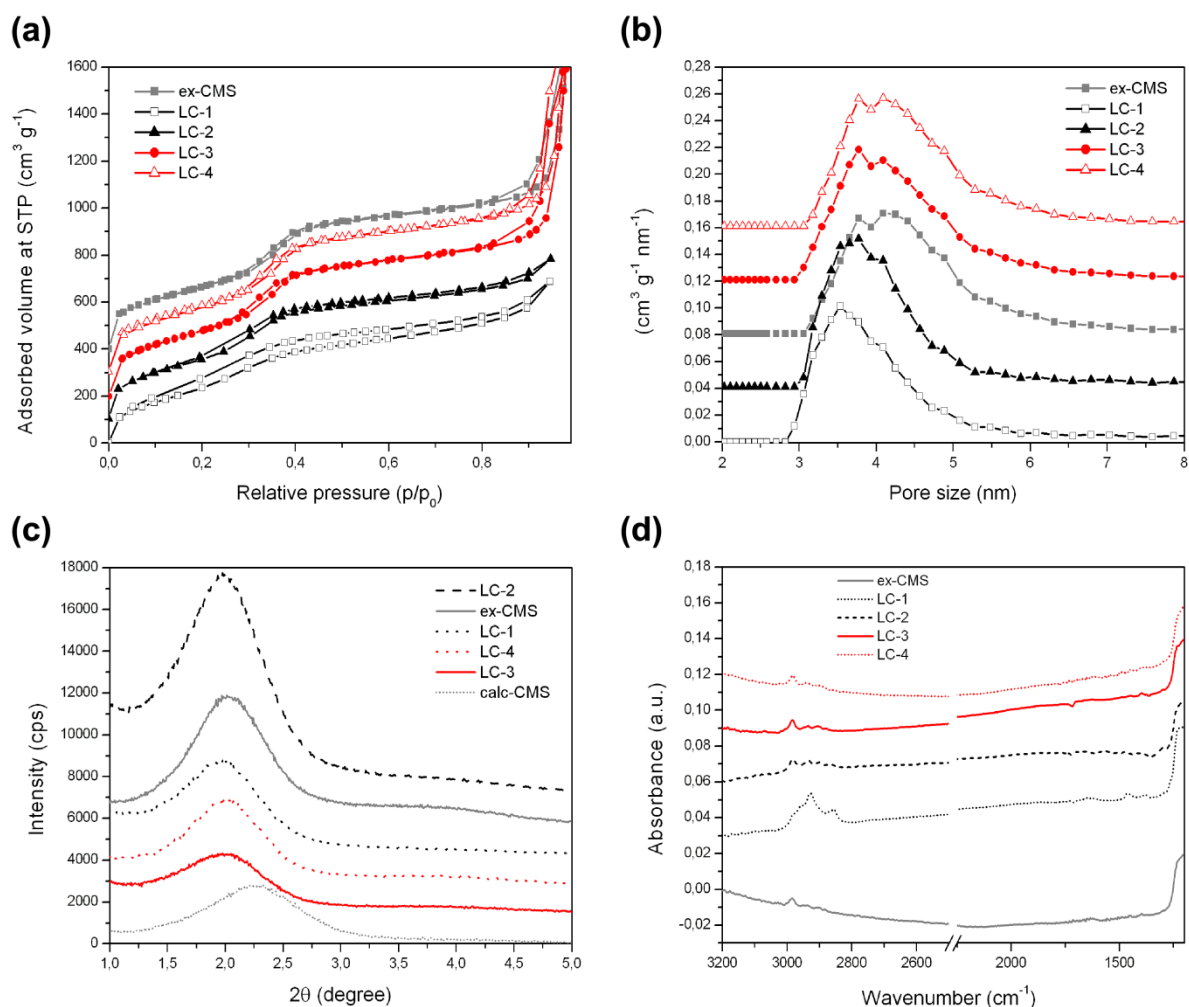 (a)
1600
1400
1200
1000
800
600
400
200
0
Adsorbed volume at STP (cm³ g⁻¹)
ex-CMS
LC-1
LC-2
LC-3
LC-4
0,0 0,2 0,4 0,6 0,8
Relative pressure (p/p₀)
(b)
0,28
0,26
0,24
0,22
0,20
0,18
0,16
0,14
0,12
0,10
0,08
0,06
0,04
0,02
0,00
(cm³ g⁻¹ nm⁻¹)
ex-CMS
LC-1
LC-2
LC-3
LC-4
2 3 4 5 6 7 8
Pore size (nm)
(c)
18000
16000
14000
12000
10000
8000
6000
4000
2000
0
Intensity (cps)
LC-2
ex-CMS
LC-1
LC-4
LC-3
calc-CMS
1,0 1,5 2,0 2,5 3,0 3,5 4,0 4,5 5,0
2θ (degree)
(d)
0,18
0,16
0,14
0,12
0,10
0,08
0,06
0,04
0,02
0,00
-0,02
Absorbance (a.u.)
ex-CMS
LC-1
LC-2
LC-3
LC-4
3200 3000 2800 2600 2000 1500
Wavenumber (cm⁻¹)